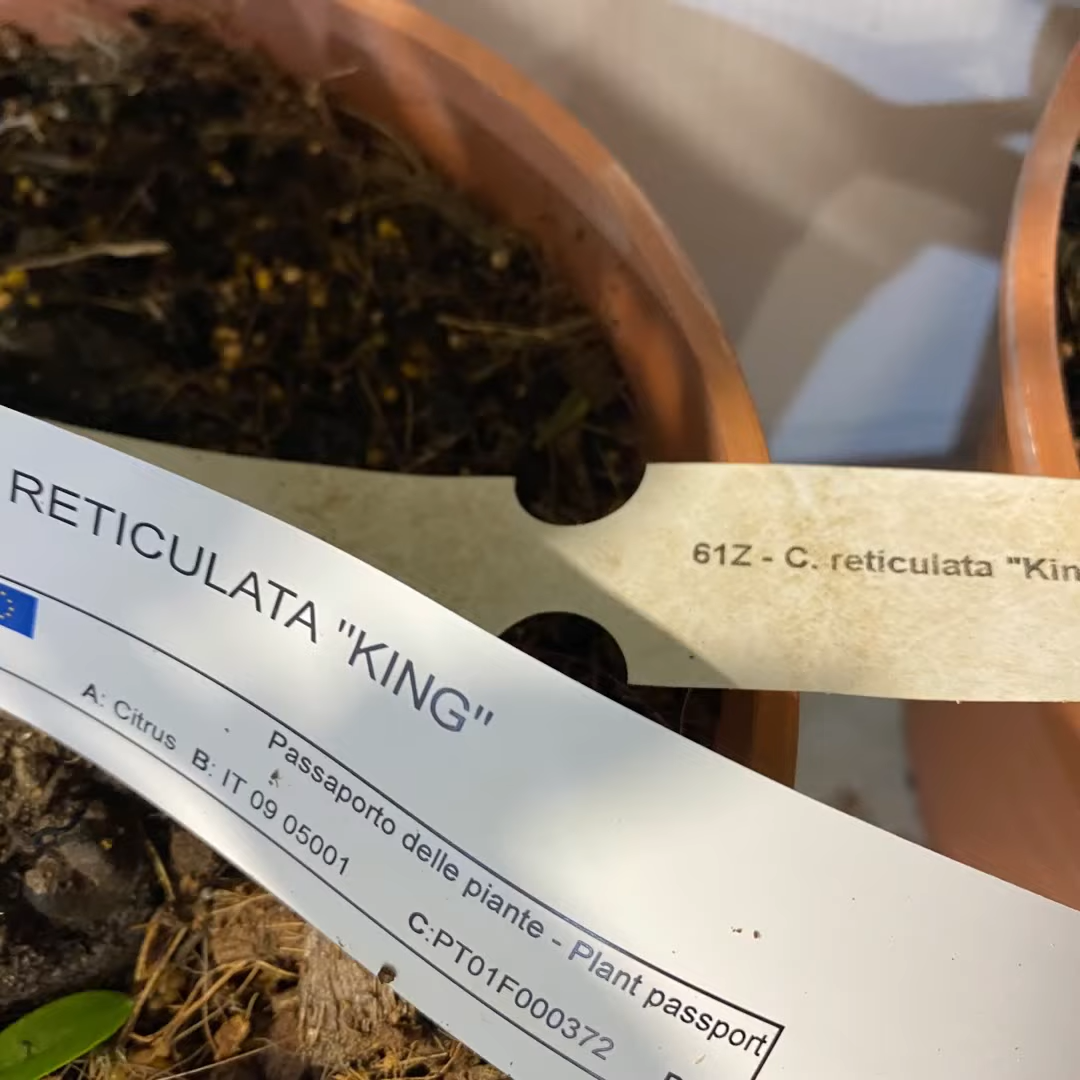 61Z - C. reticulata "Kin
RETICULATA "KING"
Passaporto delle piante - Plant passport
A: Citrus B: IT 09 05001 C:PT01F000372